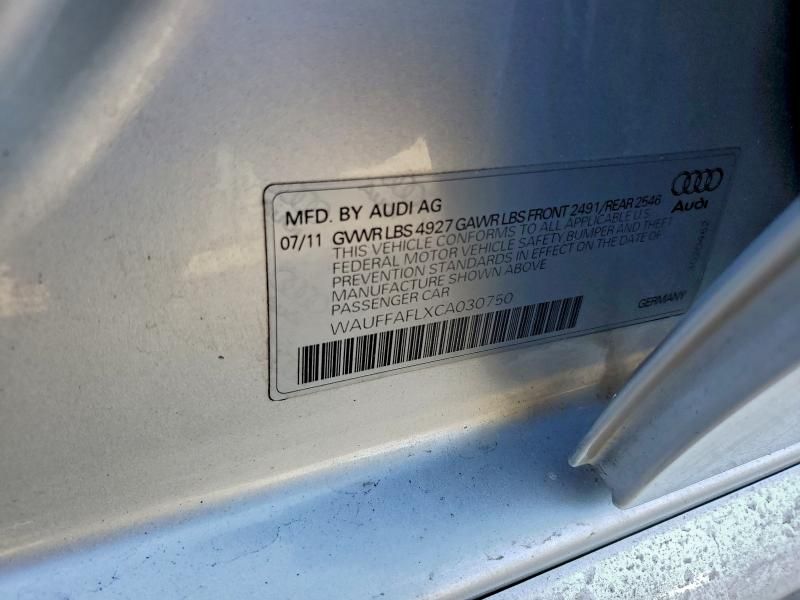 MFD. BY AUDI AG
07/11 GVWR LBS 4927 GAWR LBS FRONT 2491/REAR 2546
THIS VEHICLE CONFORMS TO ALL APPLICABLE U.S.
FEDERAL MOTOR VEHICLE SAFETY BUMPER AND THEFT
PREVENTION STANDARDS IN EFFECT ON THE DATE OF
MANUFACTURE SHOWN ABOVE
PASSENGER CAR
WAUFFAFLXCA030750
Audi
GERMANY